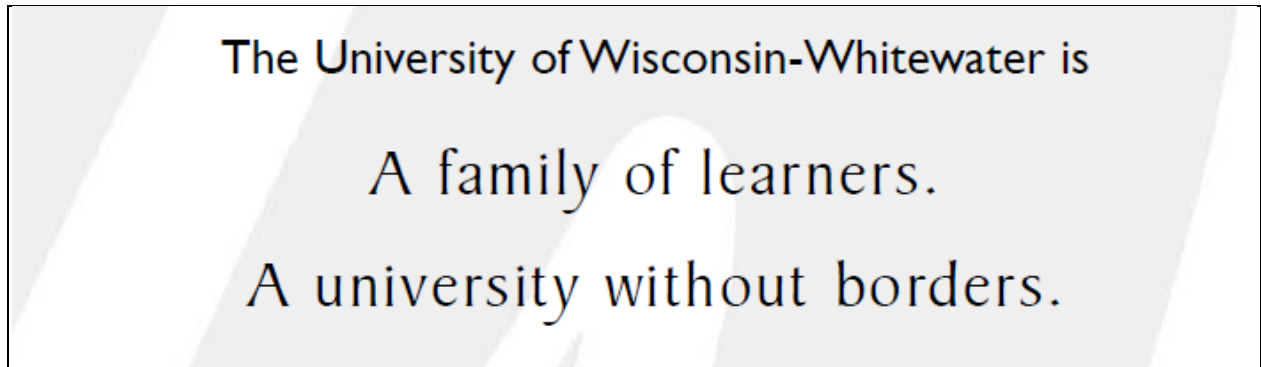 The University of Wisconsin-Whitewater is
A family of learners.
A university without borders.